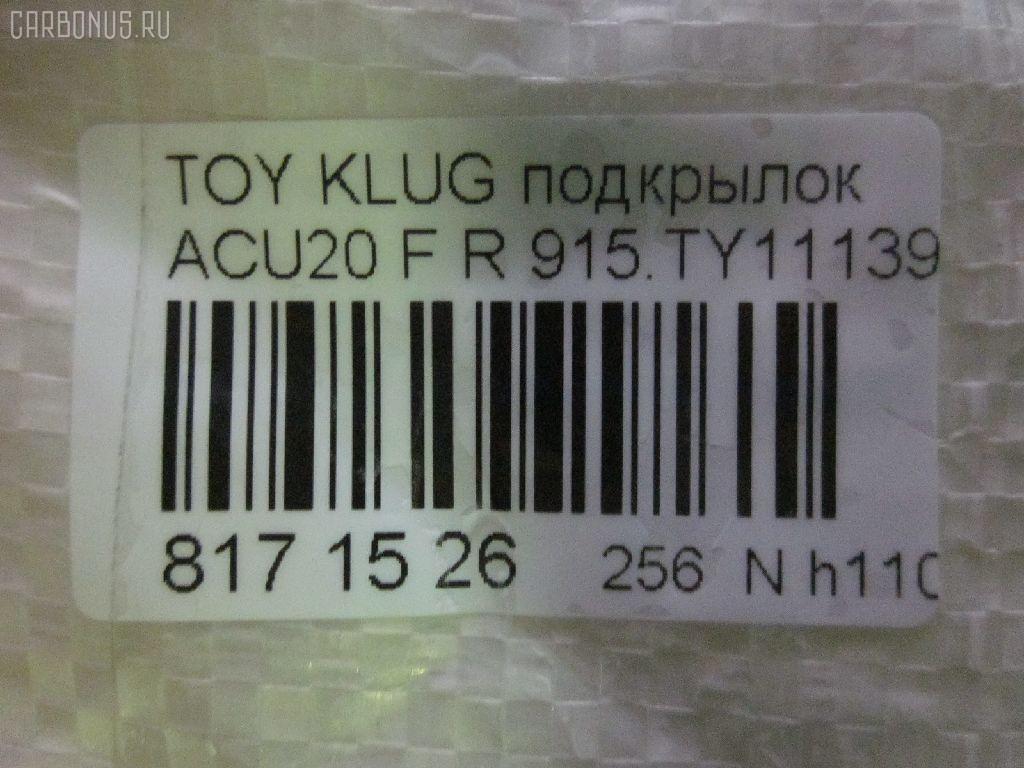 CARBONUS.RU
TOY KLUG подкрылок
ACU20 F R 915.TY11139
817 15 26 256 N h110